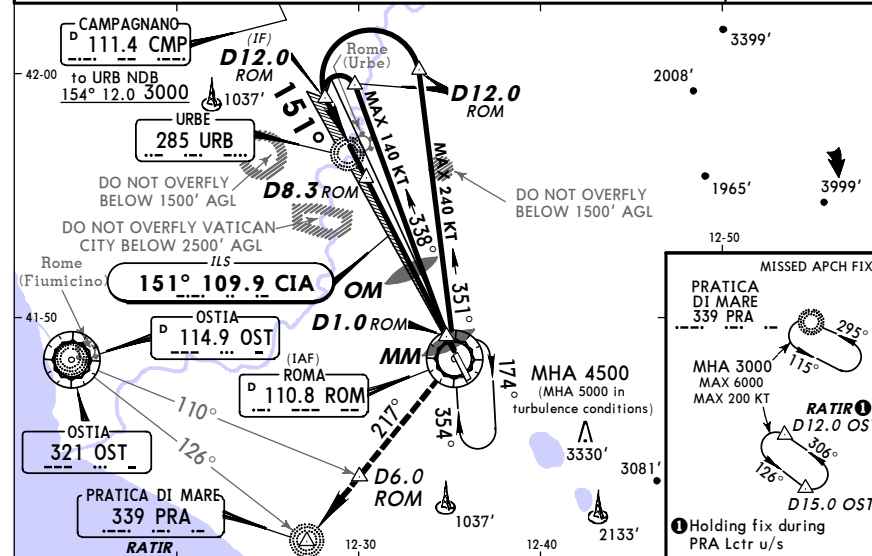 CAMPAGNANO
D 111.4 CMP
to URB NDB
154° 12.0 3000
42-00
1037'
URBE
285 URB
(IF)
D12.0
ROM
151°
Rome
(Urbe)
D12.0
ROM
MAX 140 KT
338°
MAX 240 KT
351°
3399'
2008'
1965'
3999'
12-50
DO NOT OVERFLY
BELOW 1500' AGL
DO NOT OVERFLY
BELOW 1500' AGL
D8.3 ROM
DO NOT OVERFLY VATICAN
CITY BELOW 2500' AGL
ILS
151° 109.9 CIA
OM
Rome
(Fiumicino)
41-50
OSTIA
D 114.9 OST
D1.0 ROM
MM
(IAF)
ROMA
D 110.8 ROM
174°
354°
MHA 4500
(MHA 5000 in
turbulence conditions)
3330'
3081'
2133'
OSTIA
321 OST
110°
126°
217°
D6.0
ROM
1037'
PRATICA DI MARE
339 PRA
RATIR
12-30
12-40
MISSED APCH FIX
PRATICA
DI MARE
339 PRA
295°
115°
MHA 3000
MAX 6000
MAX 200 KT
RATIR ❶
D12.0 OST
306°
126°
D15.0 OST
❶ Holding fix during
PRA Lctr u/s